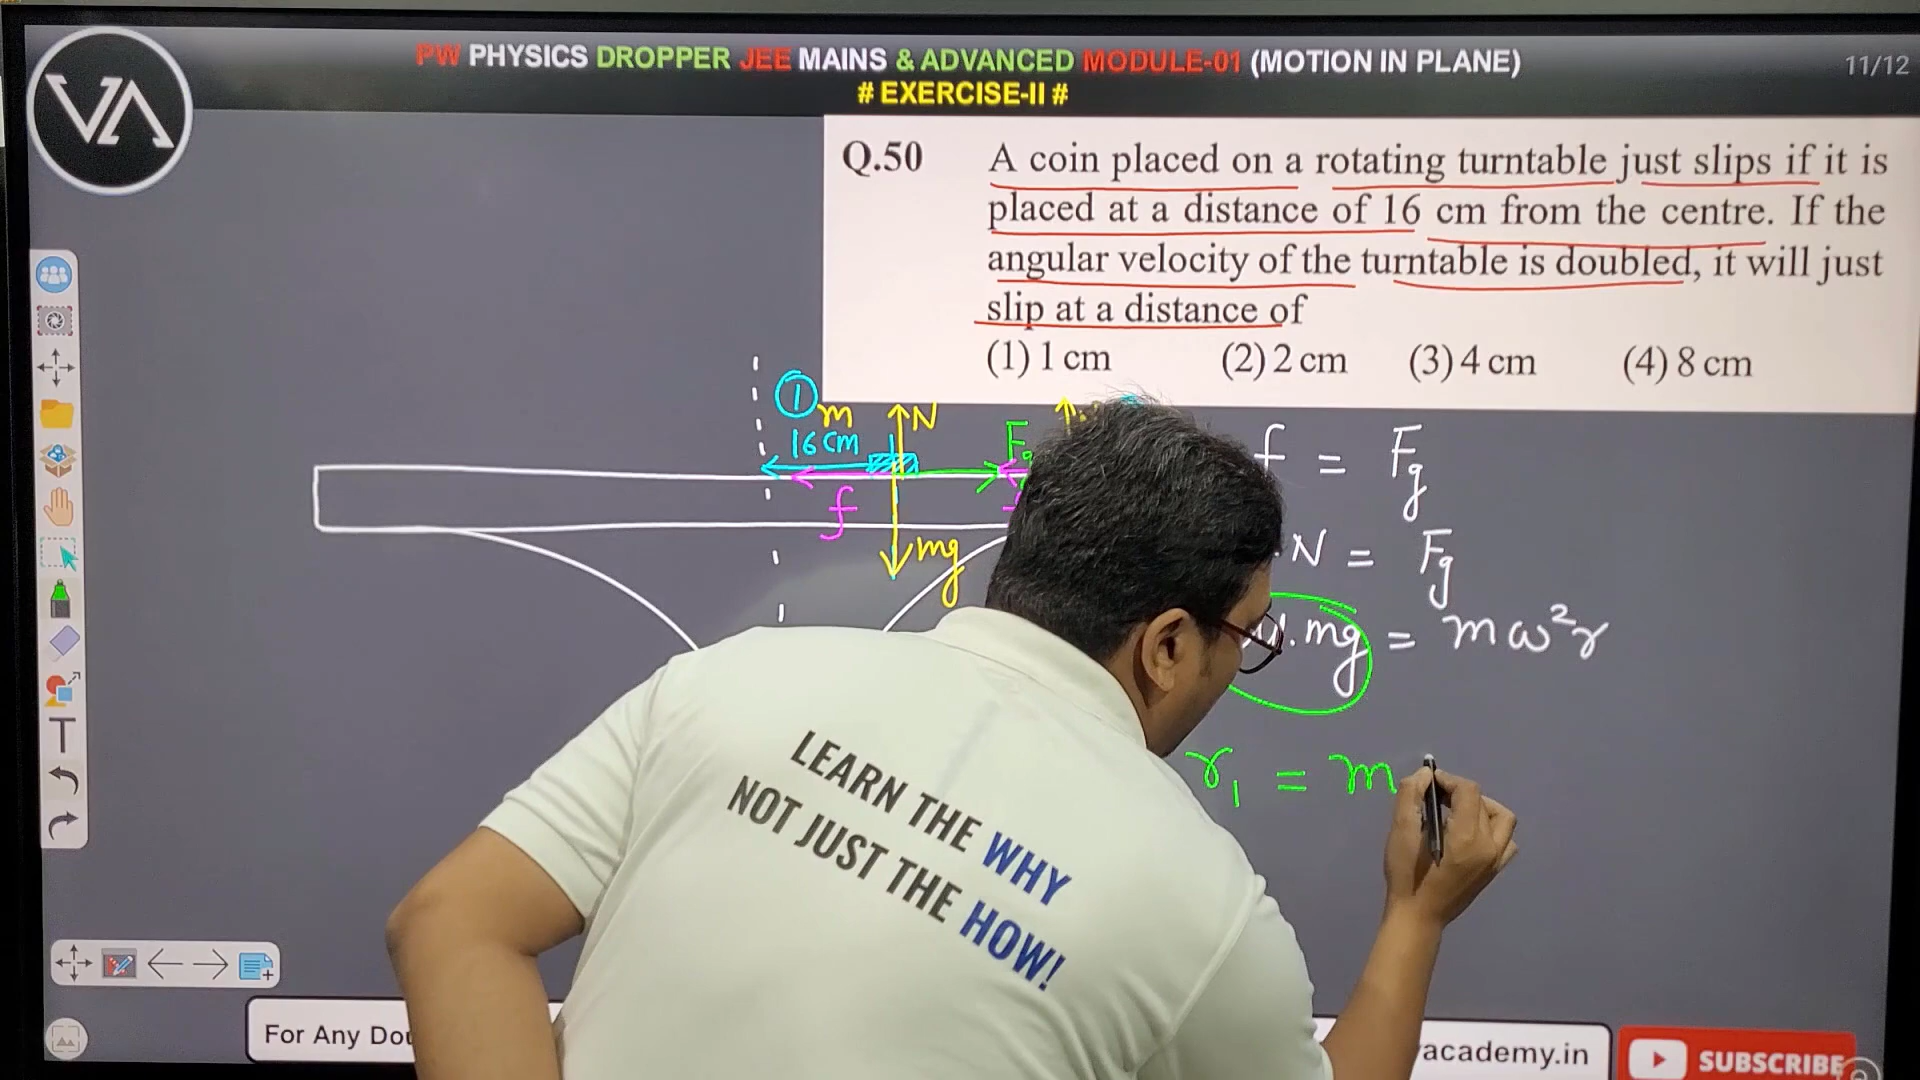 VA
PW PHYSICS DROPPER JEE MAINS & ADVANCED MODULE-01 (MOTION IN PLANE)
# EXERCISE-II #
11/12
Q.50 A coin placed on a rotating turntable just slips if it is
placed at a distance of 16 cm from the centre. If the
angular velocity of the turntable is doubled, it will just
slip at a distance of
(1) 1 cm (2) 2 cm (3) 4 cm (4) 8 cm
① m N
16cm
f
mg
f = Fg
N = Fg
.mg = mω²r
r₁ = m
T
LEARN THE WHY
NOT JUST THE HOW!
For Any
academy.in
SUBSCRIBE